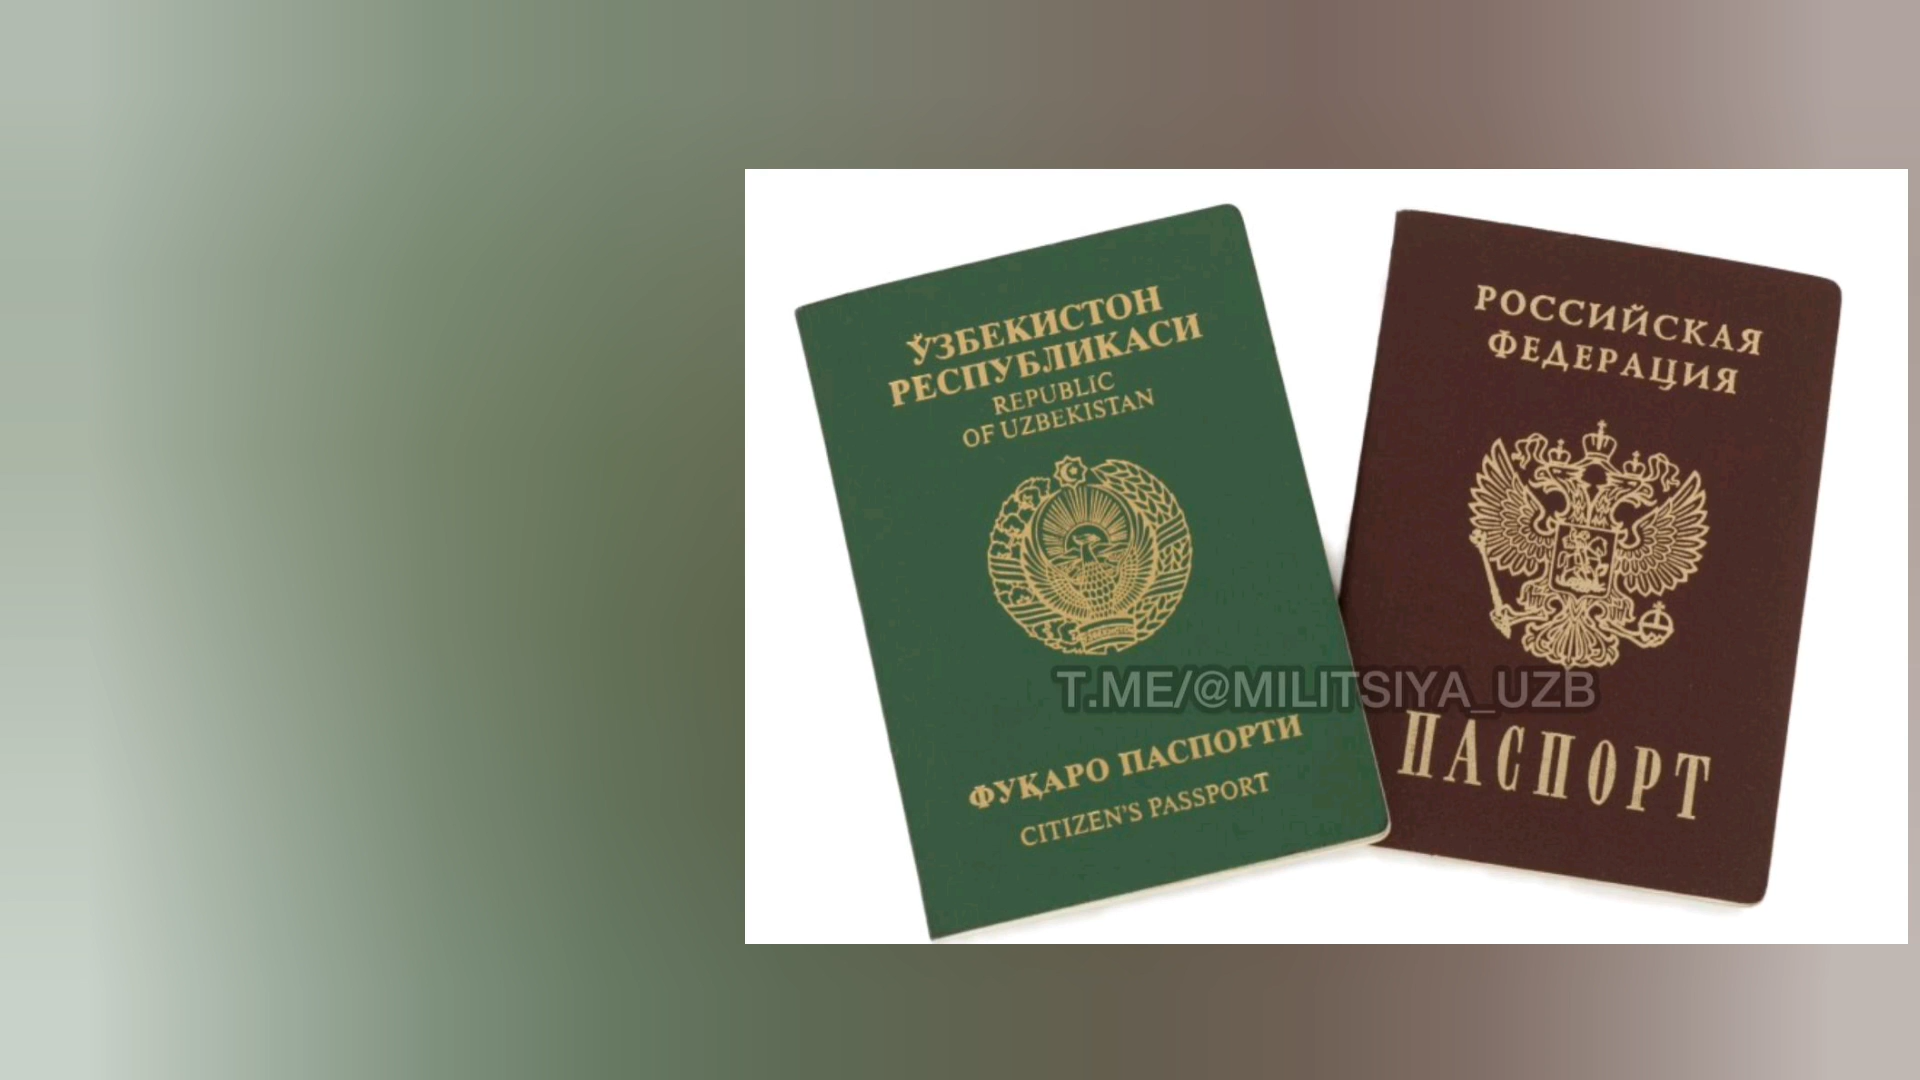 ЎЗБЕКИСТОН
РЕСПУБЛИКАСИ
REPUBLIC
OF UZBEKISTAN
ФУҚАРО ПАСПОРТИ
CITIZEN'S PASSPORT
РОССИЙСКАЯ
ФЕДЕРАЦИЯ
ПАСПОРТ
T.ME/@MILITSIYA_UZB